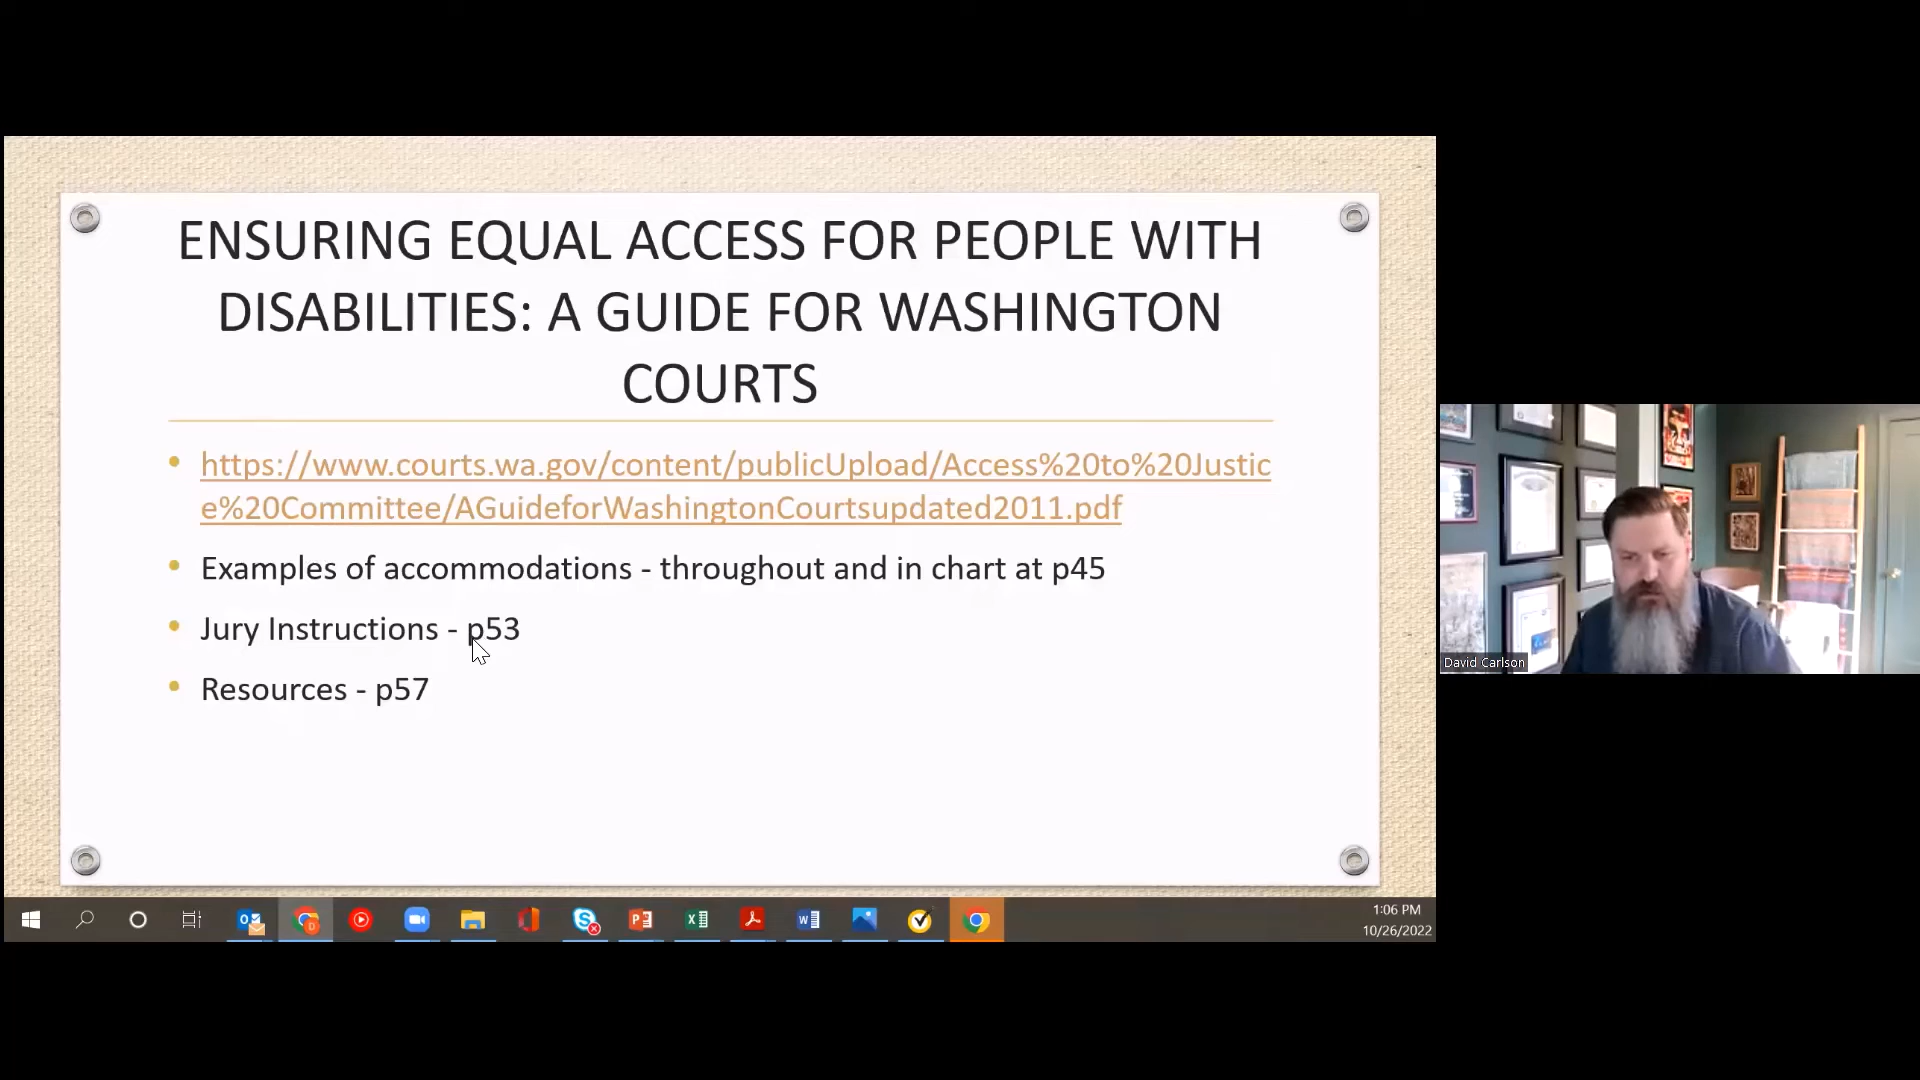 ENSURING EQUAL ACCESS FOR PEOPLE WITH
DISABILITIES: A GUIDE FOR WASHINGTON
COURTS
• https://www.courts.wa.gov/content/publicUpload/Access%20to%20Justic
e%20Committee/AGuideforWashingtonCourtsupdated2011.pdf
• Examples of accommodations - throughout and in chart at p45
• Jury Instructions - p53
• Resources - p57
David Carlson
1:06 PM
10/26/2022